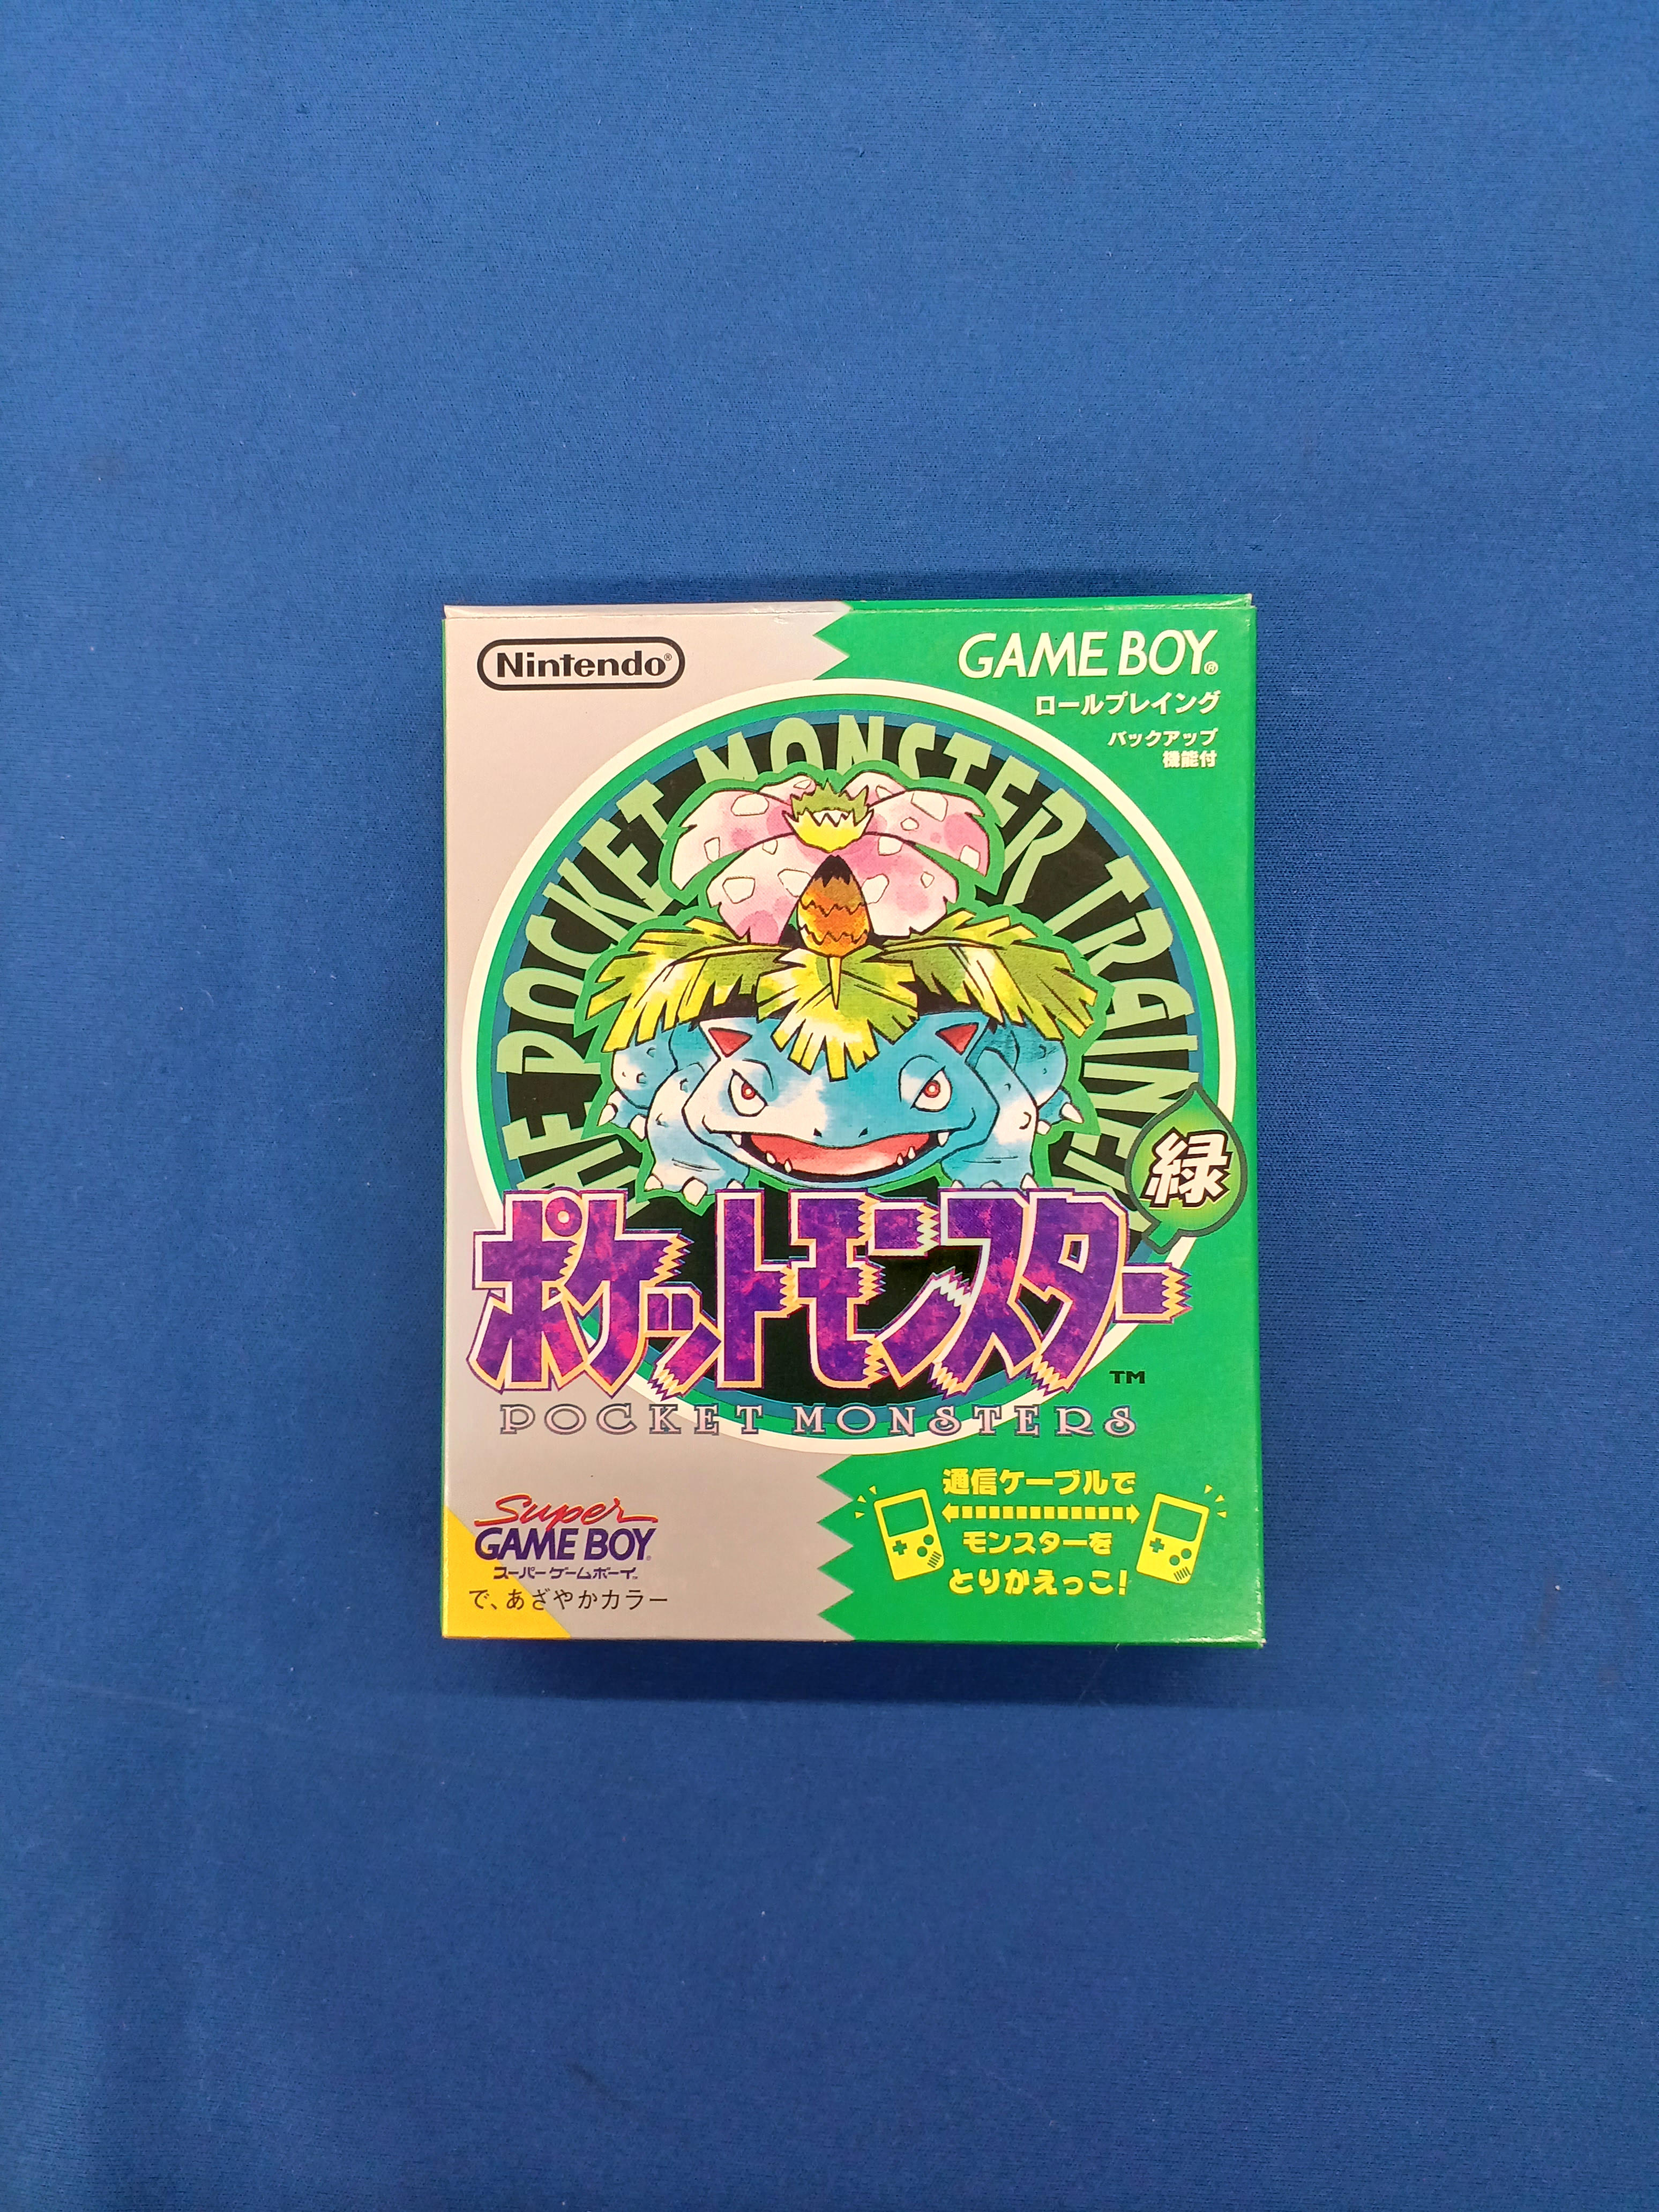 Nintendo®
GAME BOY®
ロールプレイング
バックアップ
機能付
THE POCKET MONSTER TRAINER
緑
ポケットモンスター
TM
POCKET MONSTERS
通信ケーブルで
モンスターを
とりかえっこ!
Super
GAME BOY
スーパーゲームボーイ
で、あざやかカラー